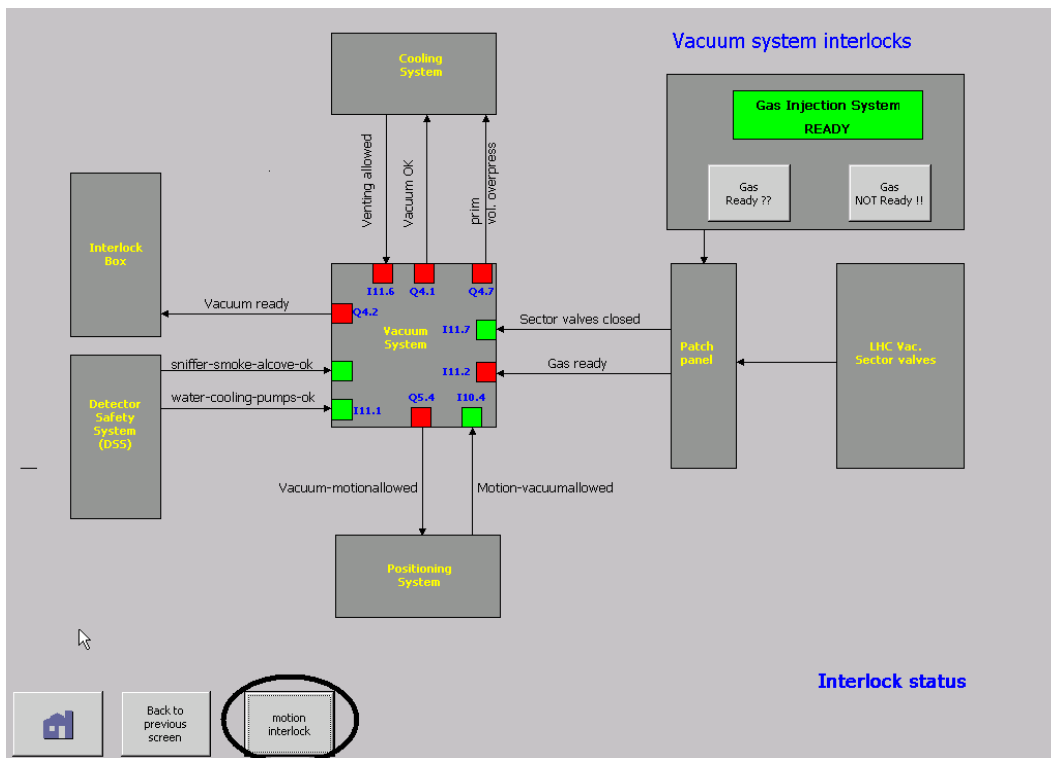 Vacuum system interlocks
Cooling
System
Gas Injection System
READY
Gas
Ready ??
Gas
NOT Ready !!
Venting allowed
Vacuum OK
prim
vol. overpress
Interlock
Box
Vacuum ready
I11.6
Q4.1
Q4.7
Q4.2
Vacuum
System
I11.7
Sector valves closed
I11.2
Gas ready
Patch
panel
LHC Vac.
Sector valves
sniffer-smoke-alcove-ok
water-cooling-pumps-ok
I11.1
Q5.4
I10.4
Detector
Safety
System
(DSS)
Vacuum-motionallowed
Motion-vacuumallowed
Positioning
System
Interlock status
Back to
previous
screen
motion
interlock